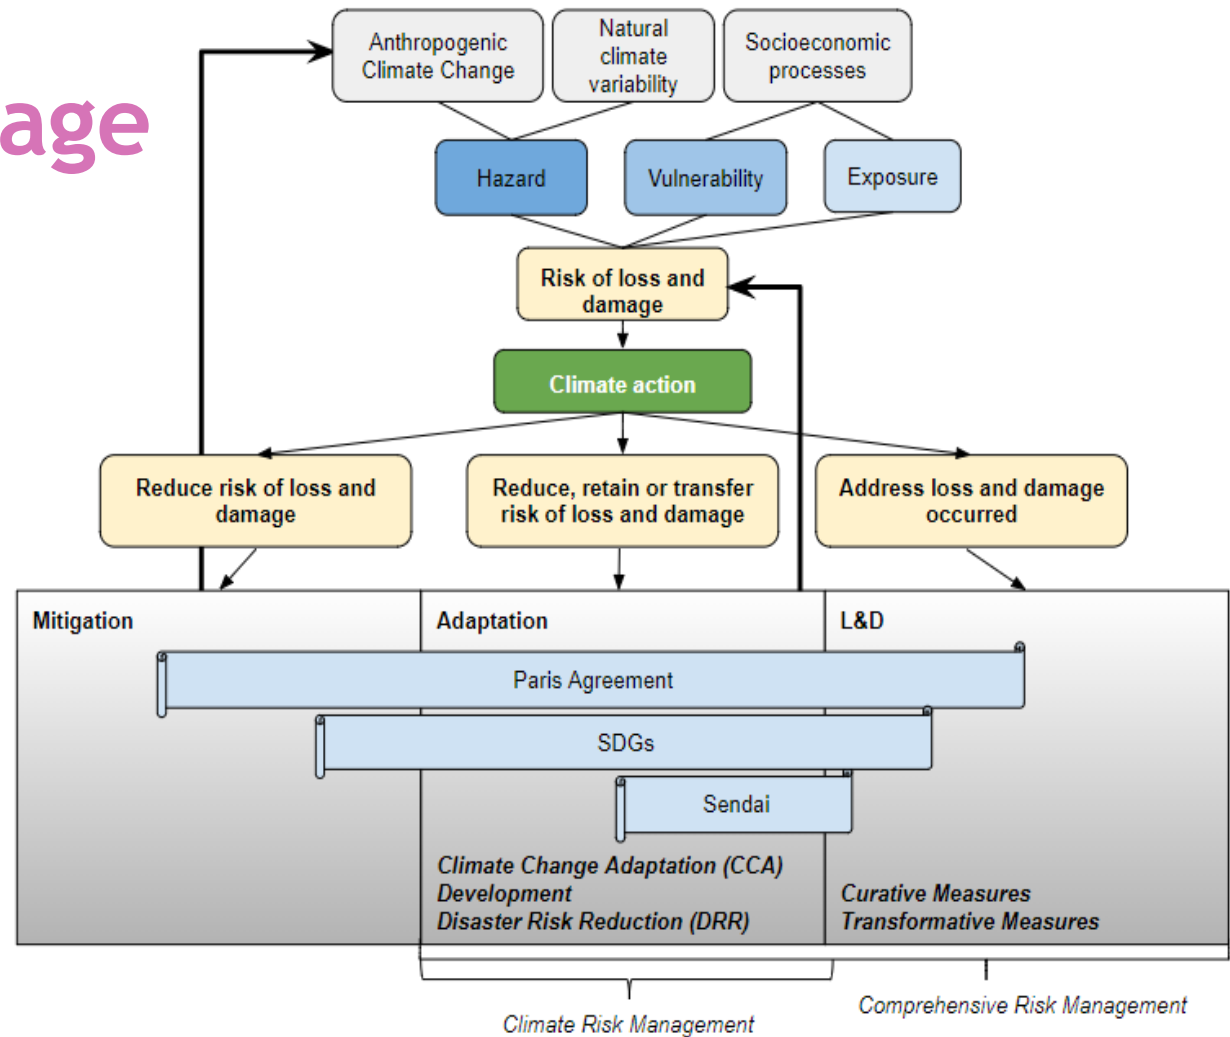 age
Anthropogenic
Climate Change
Natural
climate
variability
Socioeconomic
processes
Hazard
Vulnerability
Exposure
Risk of loss and
damage
Climate action
Reduce risk of loss and
damage
Reduce, retain or transfer
risk of loss and damage
Address loss and damage
occurred
Mitigation
Adaptation
L&D
Paris Agreement
SDGs
Sendai
Climate Change Adaptation (CCA)
Development
Disaster Risk Reduction (DRR)
Curative Measures
Transformative Measures
Climate Risk Management
Comprehensive Risk Management